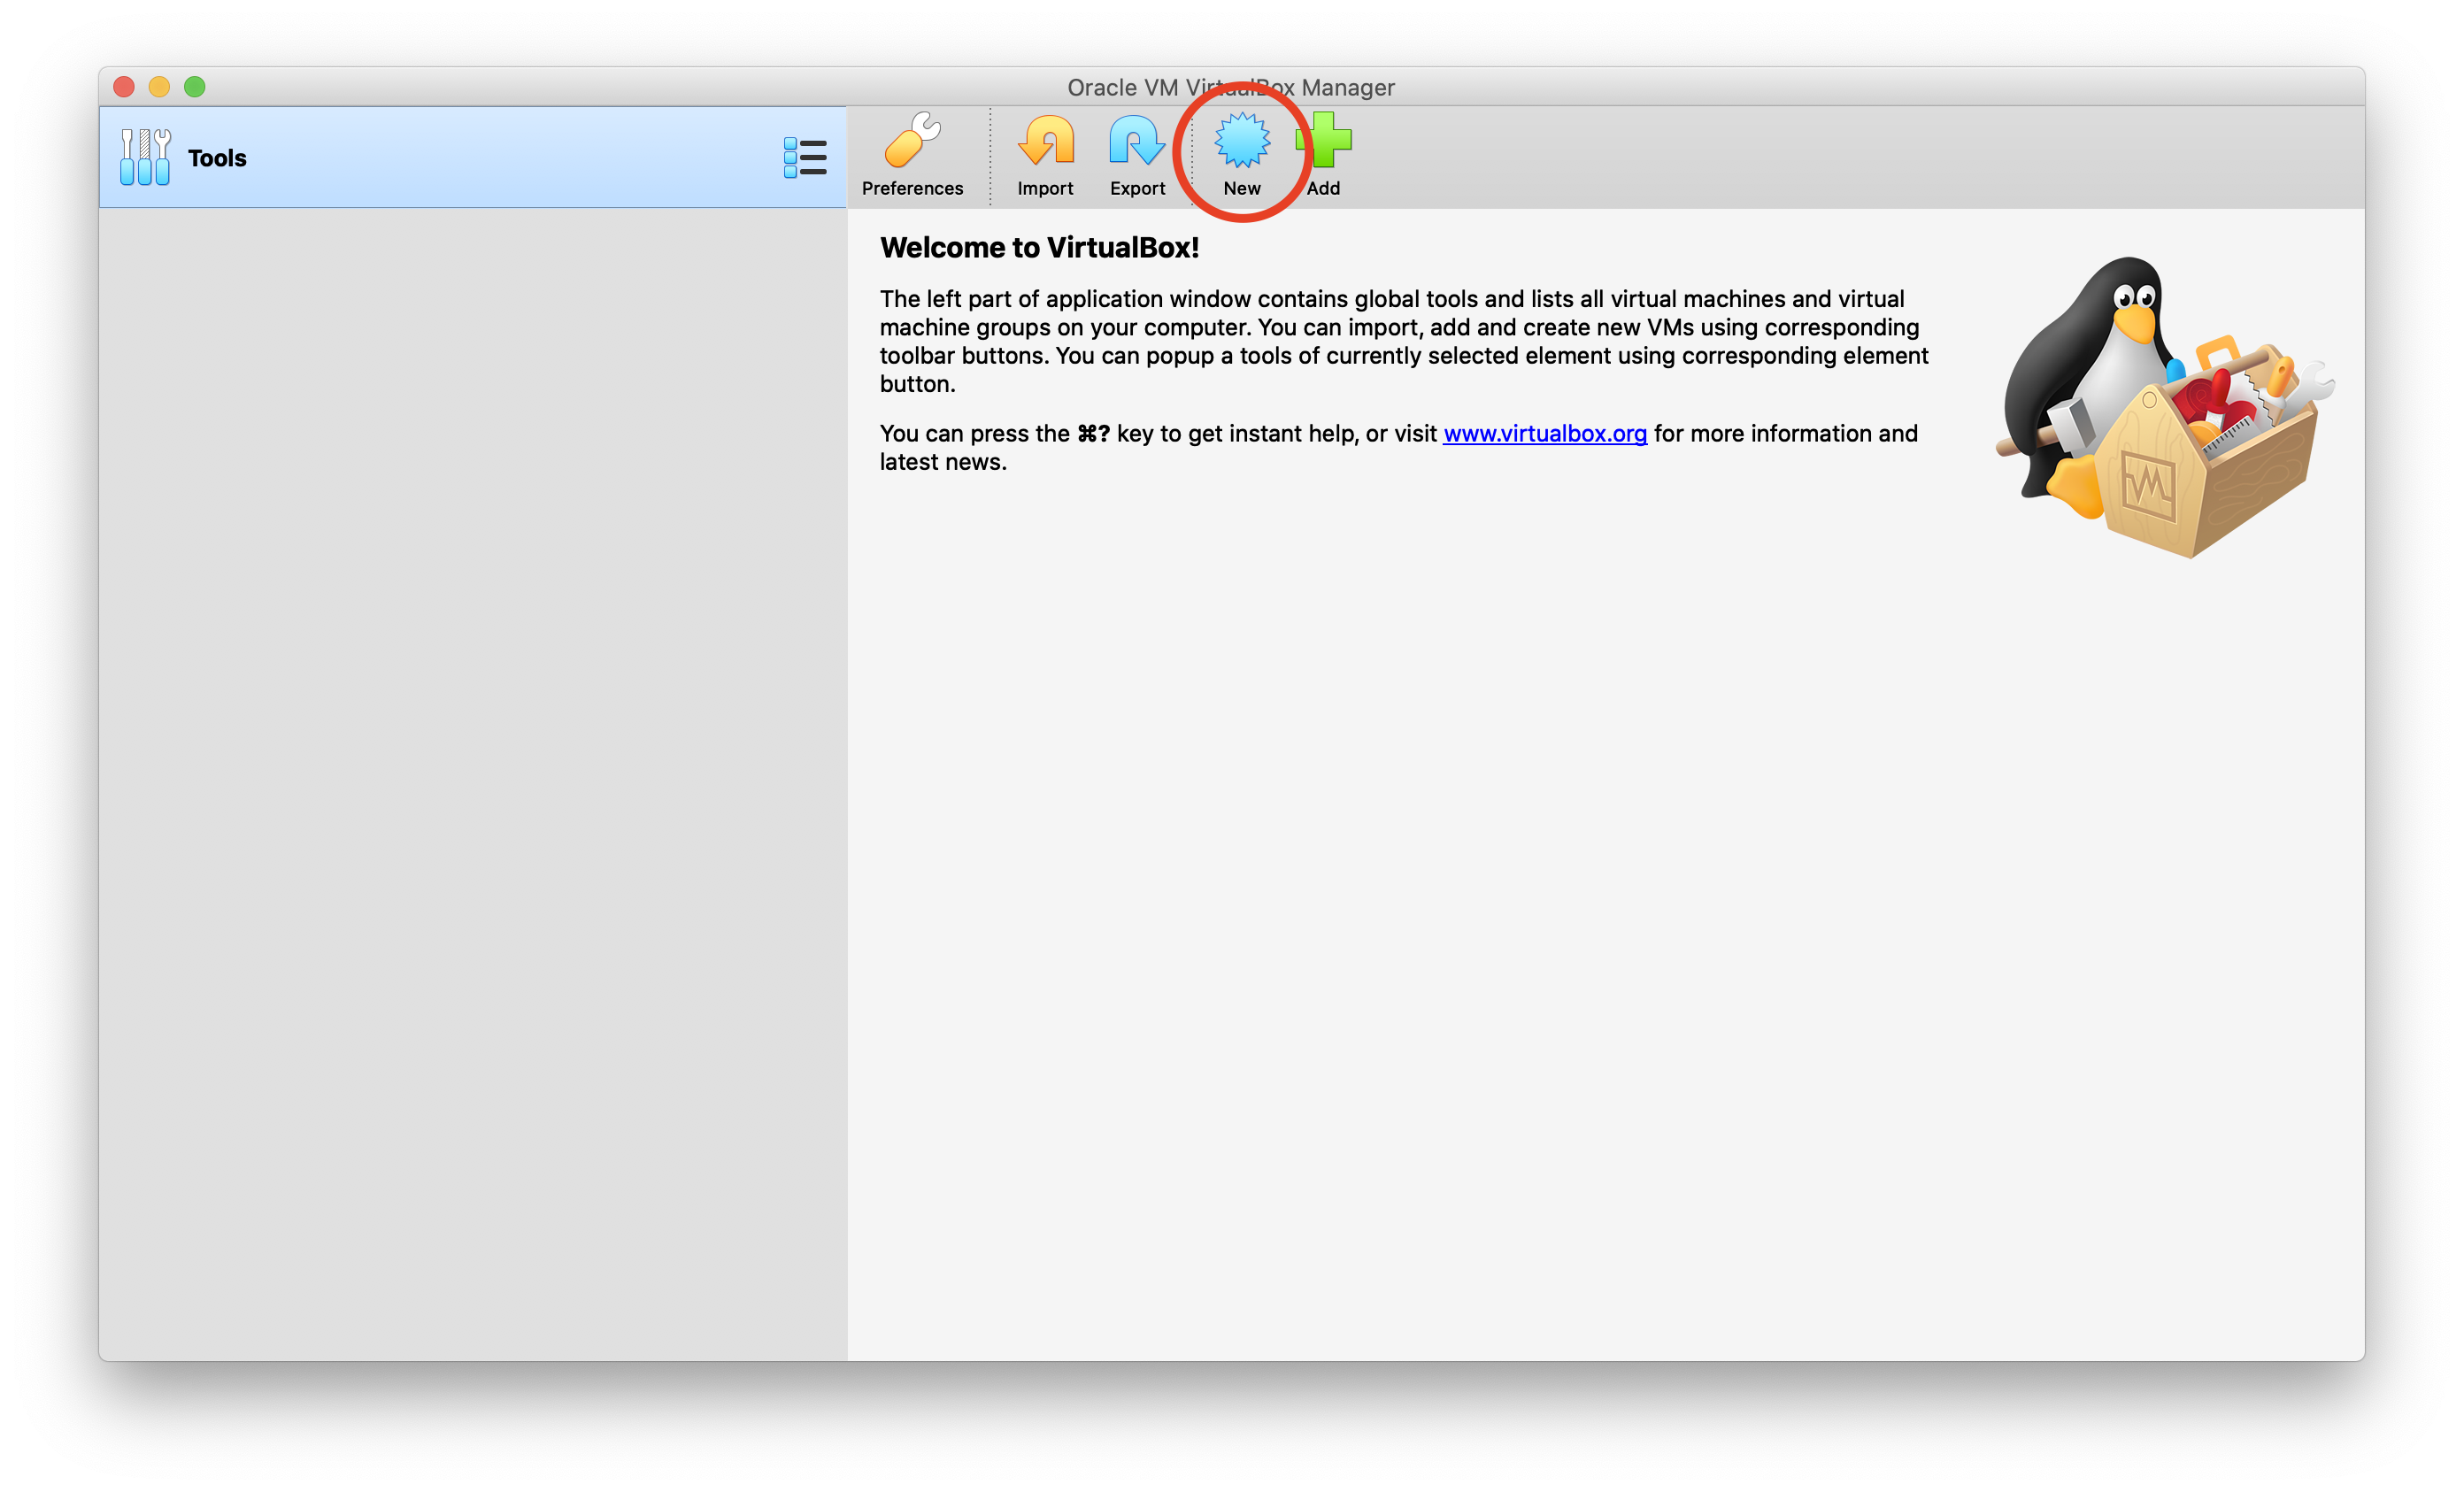 Oracle VM VirtualBox Manager
Tools
Preferences
Import
Export
New
Add
Welcome to VirtualBox!
The left part of application window contains global tools and lists all virtual machines and virtual
machine groups on your computer. You can import, add and create new VMs using corresponding
toolbar buttons. You can popup a tools of currently selected element using corresponding element
button.
You can press the ⌘? key to get instant help, or visit www.virtualbox.org for more information and
latest news.